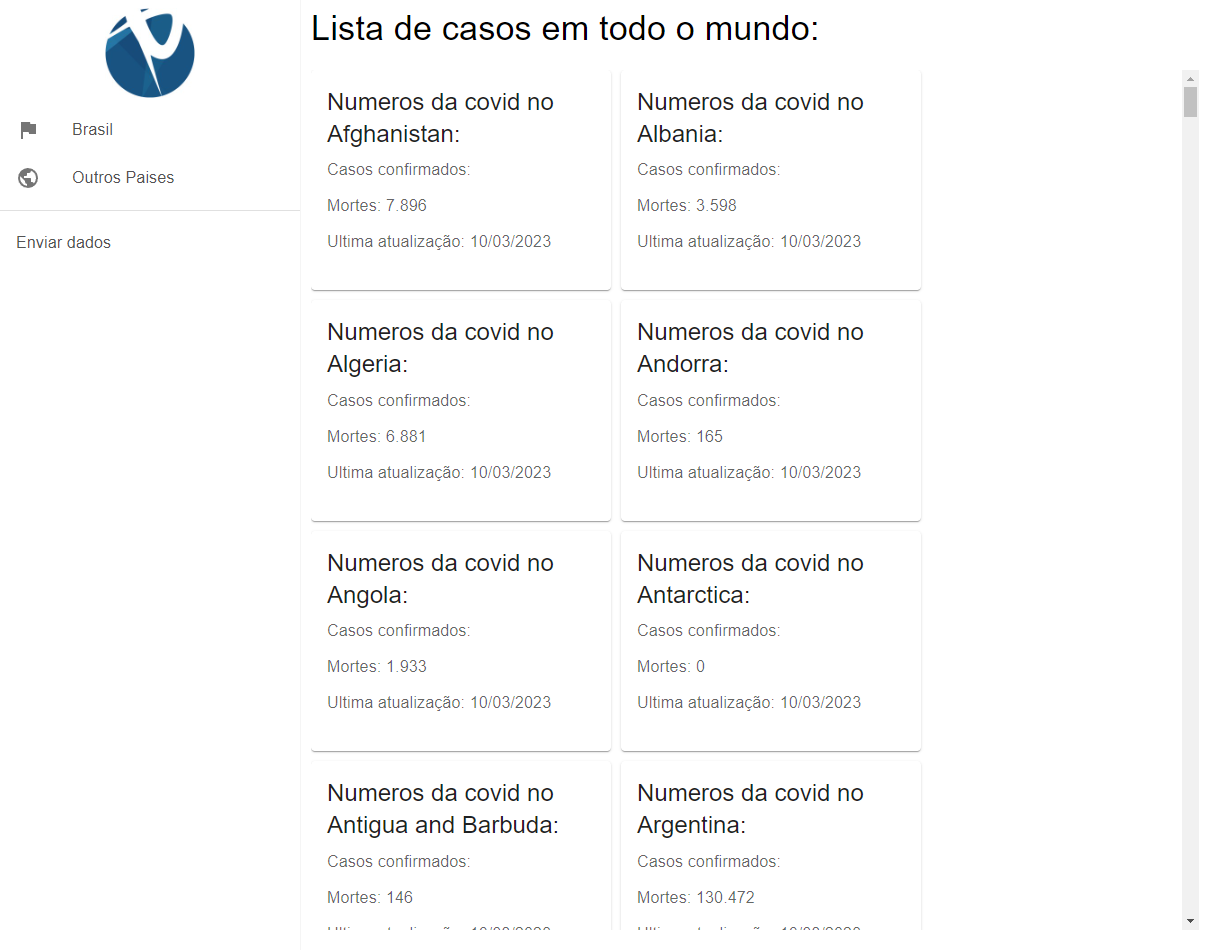 Lista de casos em todo o mundo:
Brasil
Outros Paises
Enviar dados
Numeros da covid no
Afghanistan:
Casos confirmados:
Mortes: 7.896
Ultima atualização: 10/03/2023
Numeros da covid no
Albania:
Casos confirmados:
Mortes: 3.598
Ultima atualização: 10/03/2023
Numeros da covid no
Algeria:
Casos confirmados:
Mortes: 6.881
Ultima atualização: 10/03/2023
Numeros da covid no
Andorra:
Casos confirmados:
Mortes: 165
Ultima atualização: 10/03/2023
Numeros da covid no
Angola:
Casos confirmados:
Mortes: 1.933
Ultima atualização: 10/03/2023
Numeros da covid no
Antarctica:
Casos confirmados:
Mortes: 0
Ultima atualização: 10/03/2023
Numeros da covid no
Antigua and Barbuda:
Casos confirmados:
Mortes: 146
Numeros da covid no
Argentina:
Casos confirmados:
Mortes: 130.472